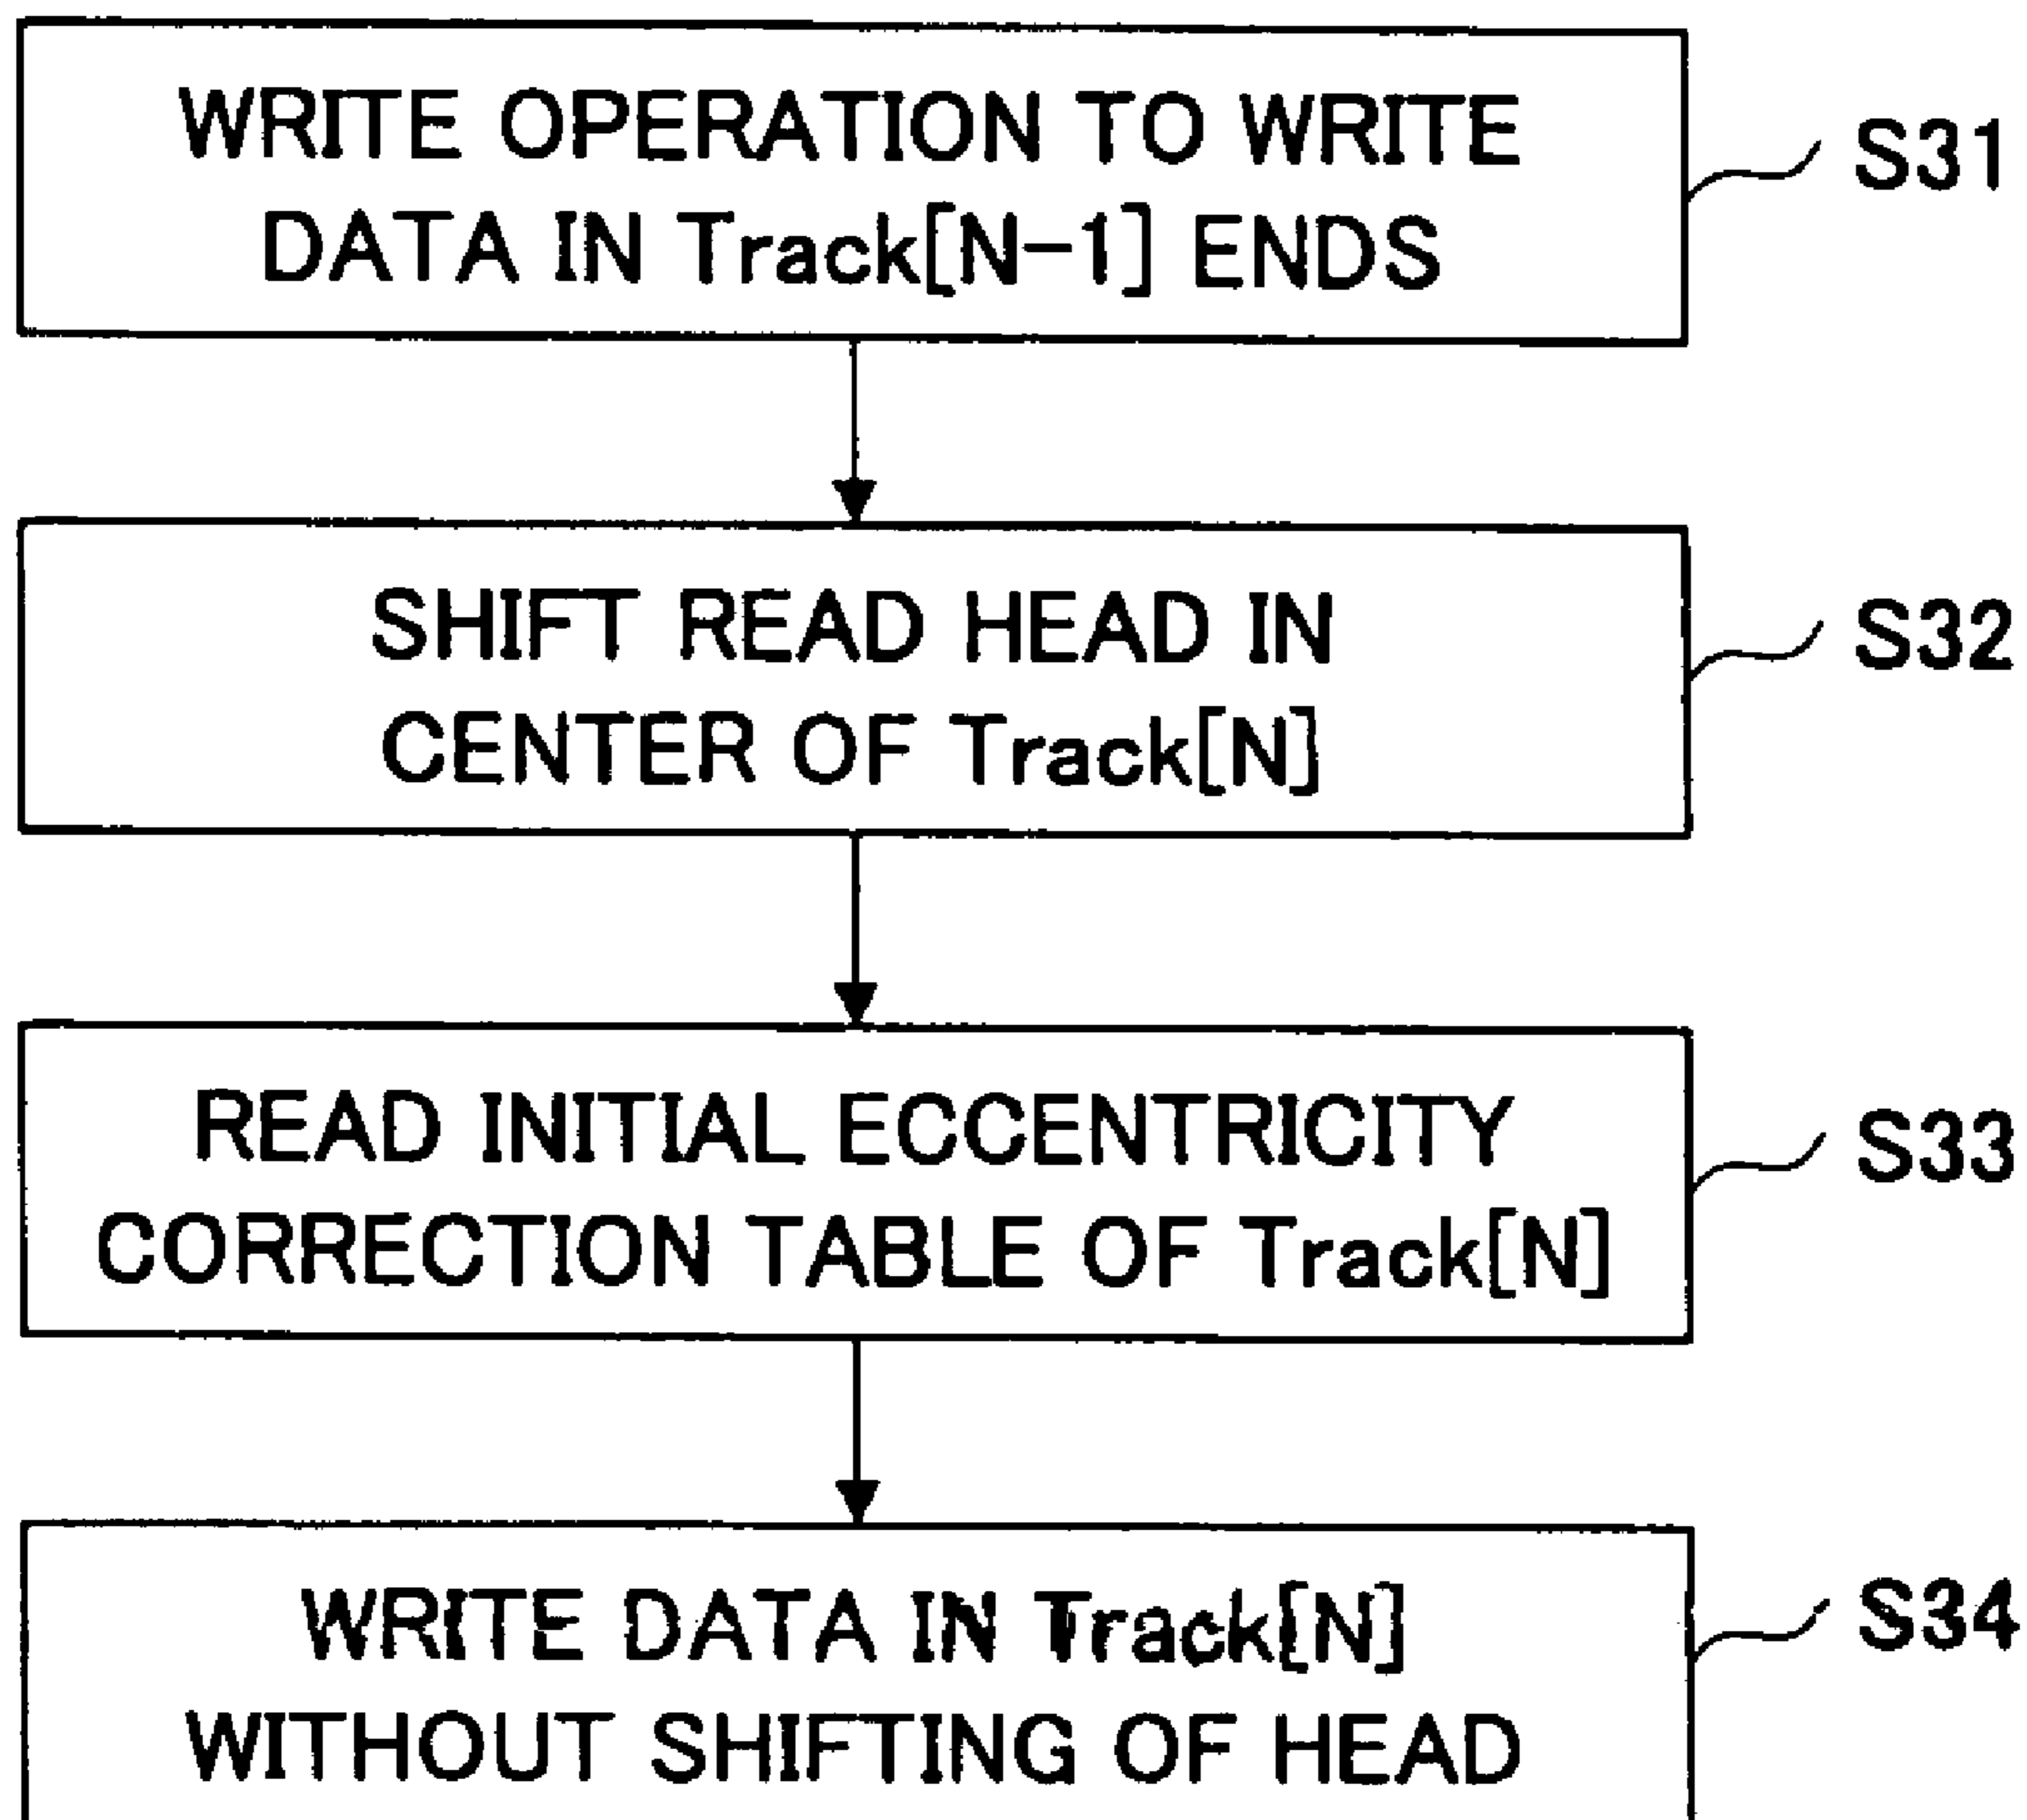 WRITE OPERATION TO WRITE
DATA IN Track[N-1] ENDS
S31
SHIFT READ HEAD IN
CENTER OF Track[N]
S32
READ INITIAL ECCENTRICITY
CORRECTION TABLE OF Track[N]
S33
WRITE DATA IN Track[N]
WITHOUT SHIFTING OF HEAD
S34